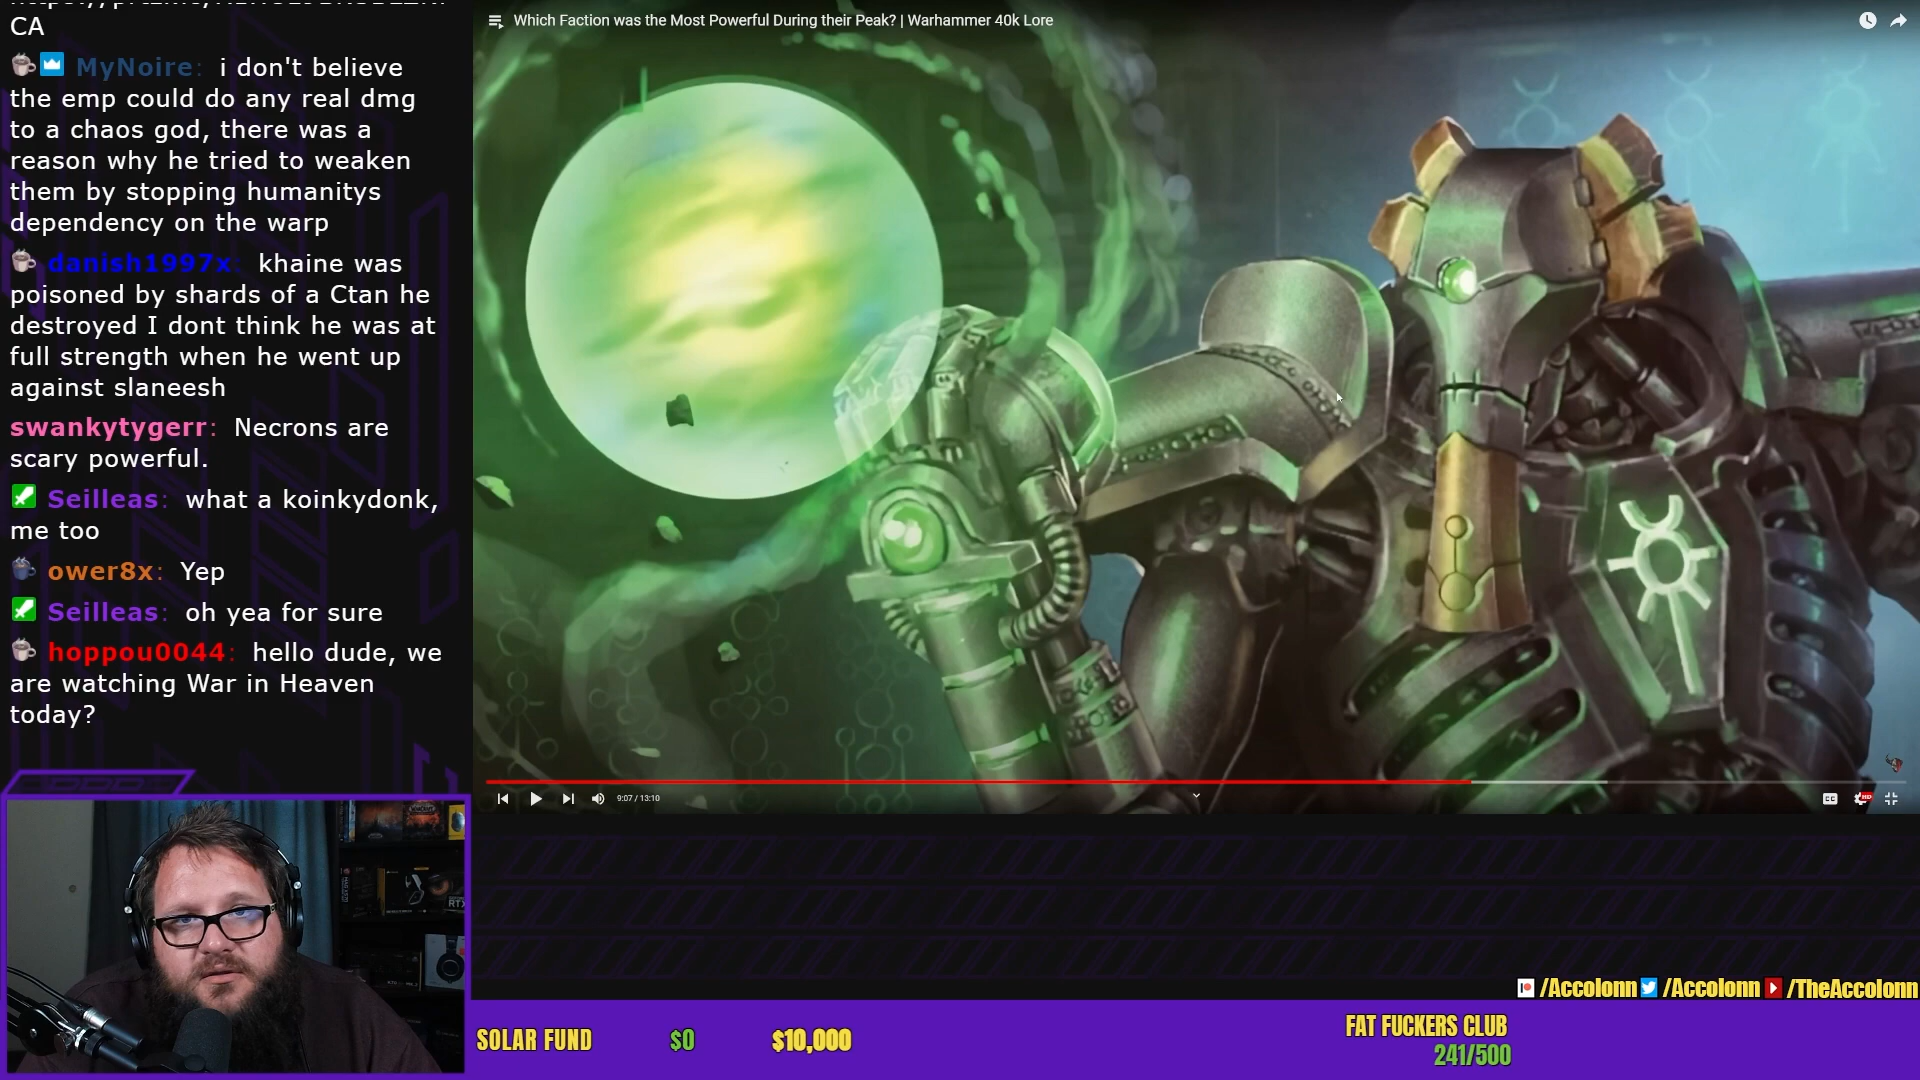 CA
MyNoire: i don't believe
the emp could do any real dmg
to a chaos god, there was a
reason why he tried to weaken
them by stopping humanitys
dependency on the warp
danish1997x: khaine was
poisoned by shards of a Ctan he
destroyed I dont think he was at
full strength when he went up
against slaneesh
swankytygerr: Necrons are
scary powerful.
Seilleas: what a koinkydonk,
me too
ower8x: Yep
Seilleas: oh yea for sure
hoppou0044: hello dude, we
are watching War in Heaven
today?
Which Faction was the Most Powerful During their Peak? | Warhammer 40k Lore
9:07 / 13:10
CC
HD
RTX
/Accolonn /Accolonn /TheAccolonn
SOLAR FUND $0 $10,000
FAT FUCKERS CLUB
241/500